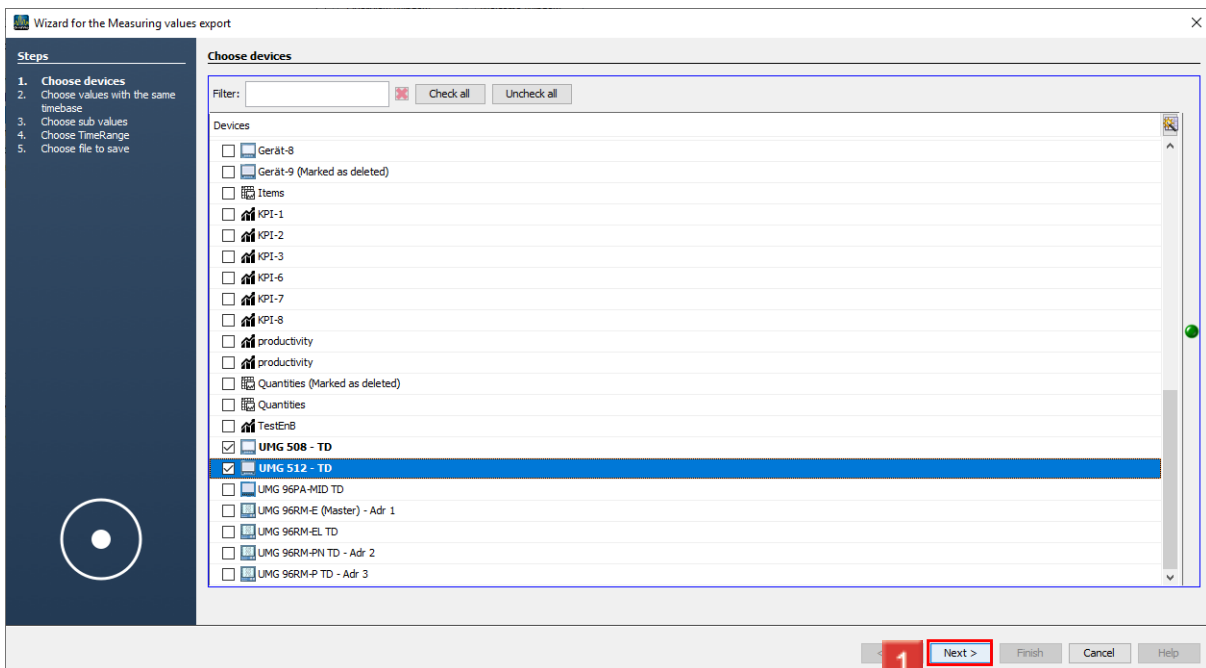 Wizard for the Measuring values export
Steps
1. Choose devices
2. Choose values with the same
timebase
3. Choose sub values
4. Choose TimeRange
5. Choose file to save
Choose devices
Filter:
Check all
Uncheck all
Devices
Gerät-8
Gerät-9 (Marked as deleted)
Items
KPI-1
KPI-2
KPI-3
KPI-6
KPI-7
KPI-8
productivity
productivity
Quantities (Marked as deleted)
Quantities
TestEnB
UMG 508 - TD
UMG 512 - TD
UMG 96PA-MID TD
UMG 96RM-E (Master) - Adr 1
UMG 96RM-EL TD
UMG 96RM-PN TD - Adr 2
UMG 96RM-P TD - Adr 3
<
1
Next >
Finish
Cancel
Help